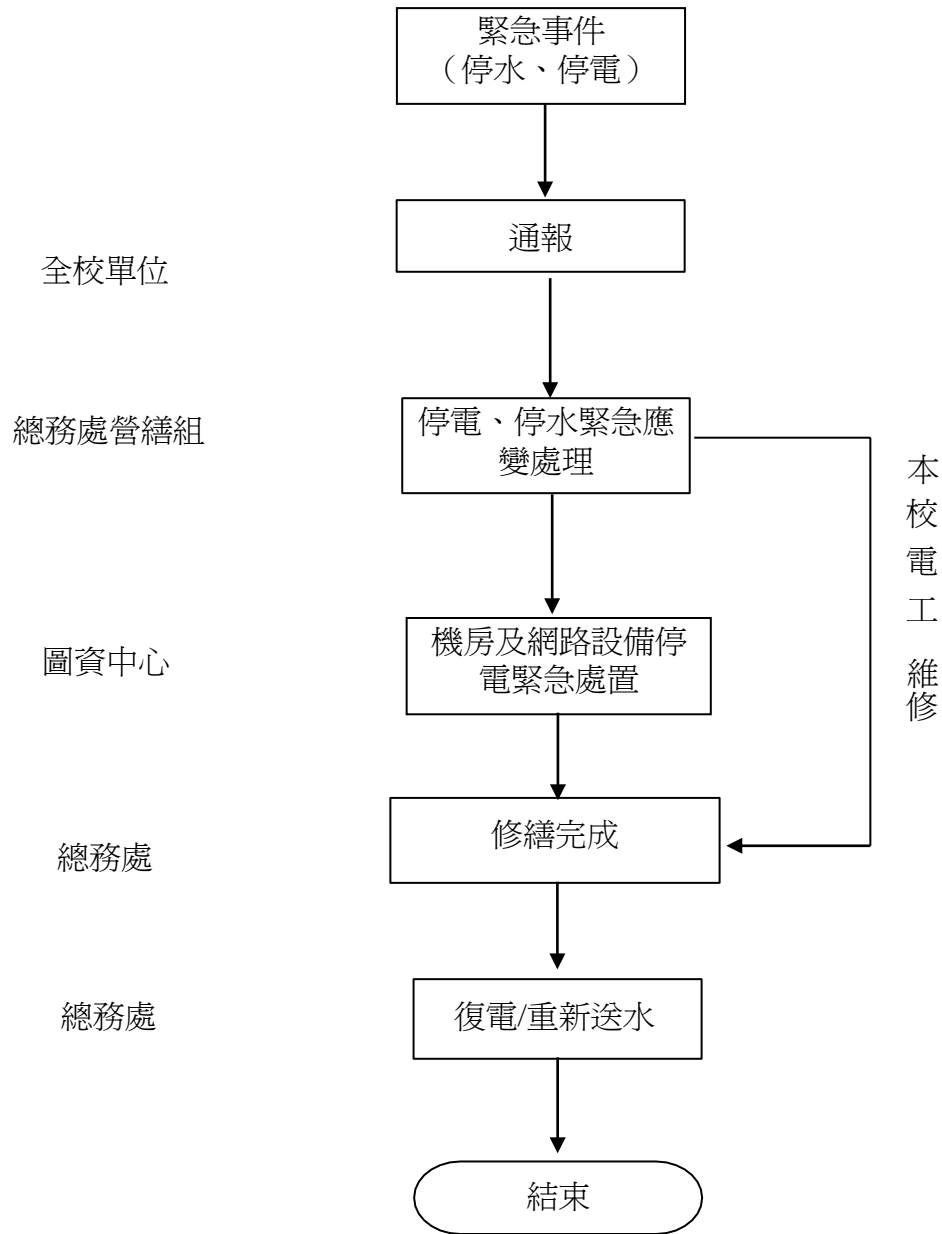 緊急事件
（停水、停電）
通報
全校單位
總務處營繕組
停電、停水緊急應
變處理
本校電工 維修
圖資中心
機房及網路設備停
電緊急處置
修繕完成
總務處
總務處
復電/重新送水
結束